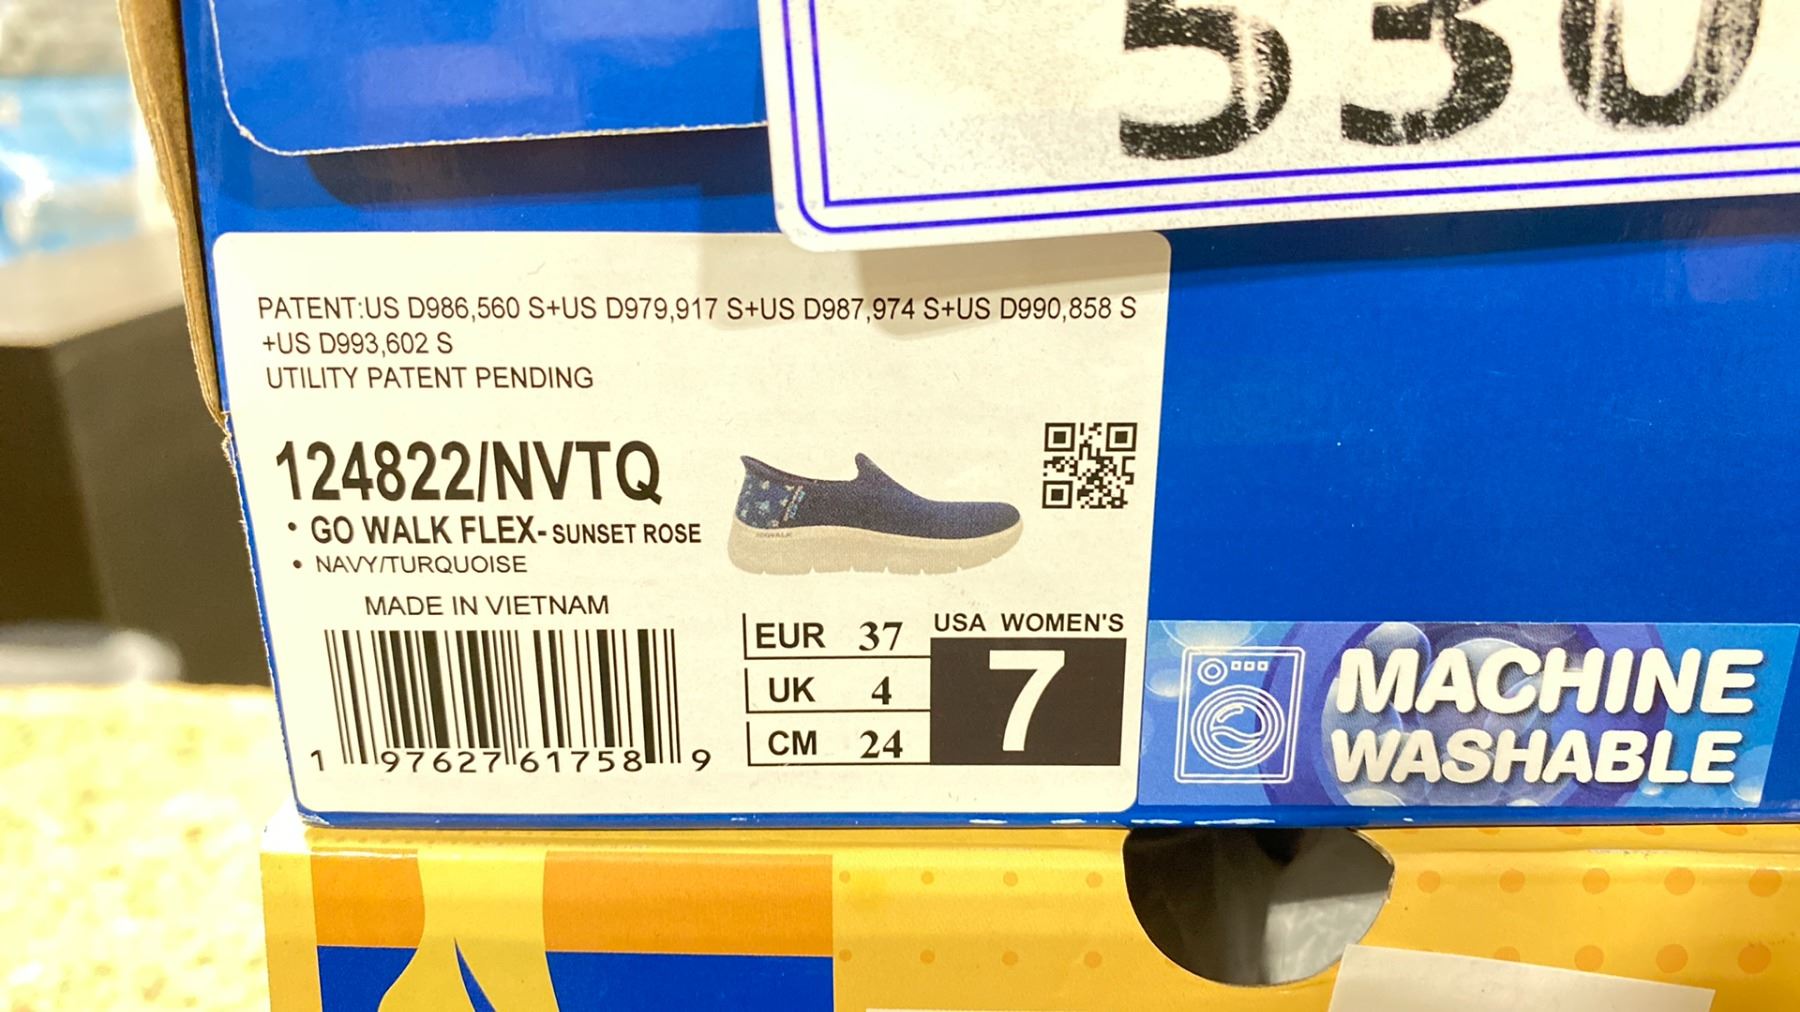 530
PATENT:US D986,560 S+US D979,917 S+US D987,974 S+US D990,858 S
+US D993,602 S
UTILITY PATENT PENDING
124822/NVTQ
• GO WALK FLEX-SUNSET ROSE
• NAVY/TURQUOISE
MADE IN VIETNAM
1 97627 61758 9
EUR 37
UK 4
CM 24
USA WOMEN'S
7
MACHINE
WASHABLE